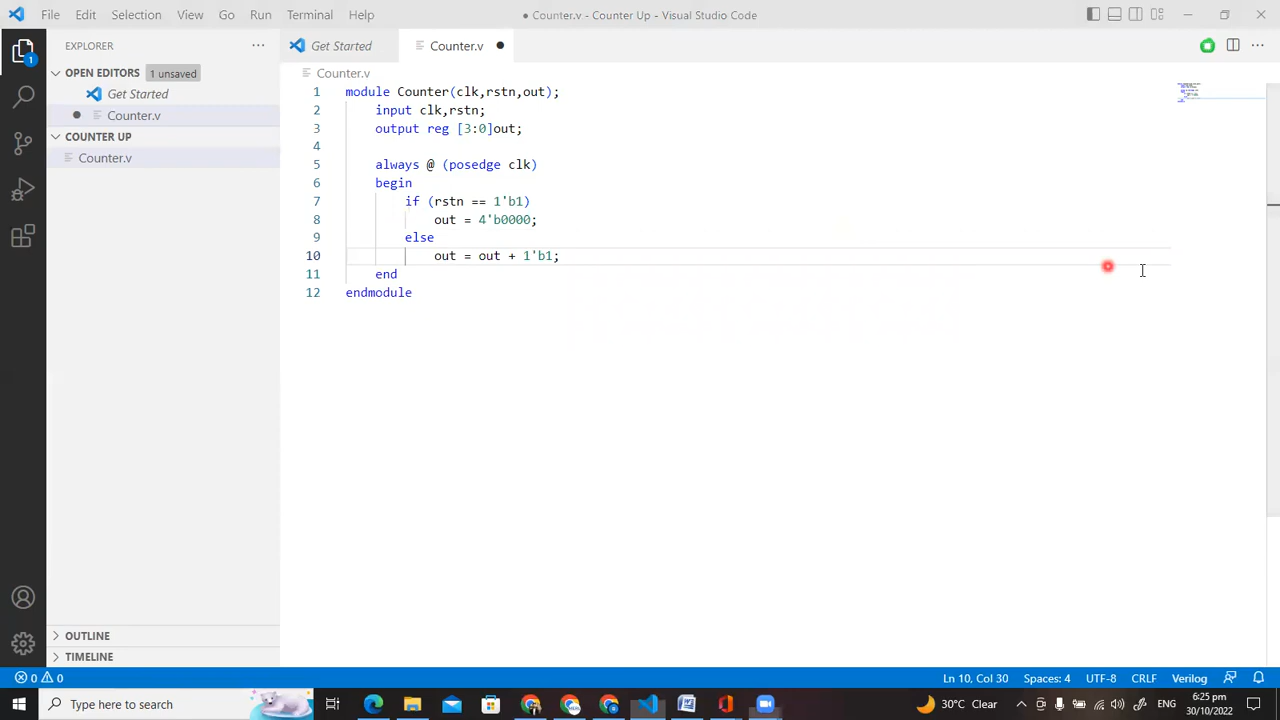 File Edit Selection View Go Run Terminal Help
● Counter.v - Counter Up - Visual Studio Code
EXPLORER
OPEN EDITORS 1 unsaved
Get Started
Counter.v
COUNTER UP
Counter.v
OUTLINE
TIMELINE
1
Get Started
Counter.v
Counter.v
1 module Counter(clk,rstn,out);
2 input clk,rstn;
3 output reg [3:0]out;
4
5 always @ (posedge clk)
6 begin
7 if (rstn == 1'b1)
8 out = 4'b0000;
9 else
10 out = out + 1'b1;
11 end
12 endmodule
0 0
Ln 10, Col 30 Spaces: 4 UTF-8 CRLF Verilog
Type here to search
30°C Clear
ENG
6:25 pm
30/10/2022